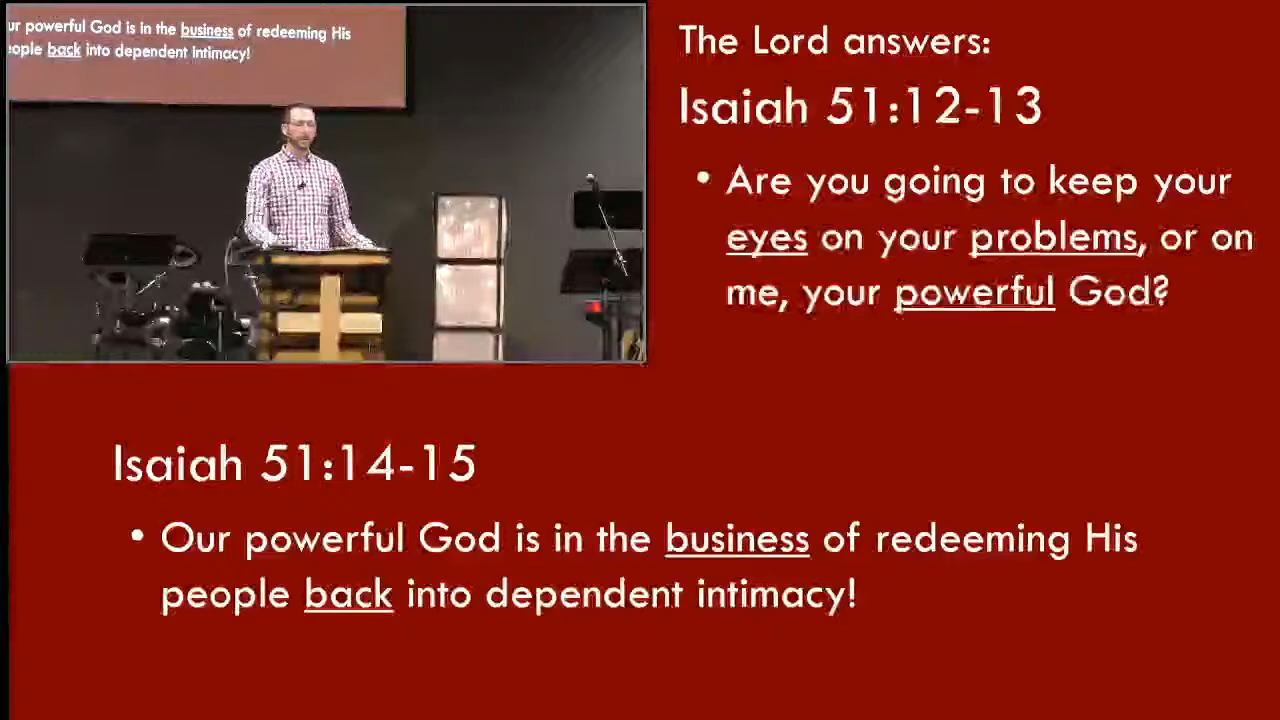 ur powerful God is in the business of redeeming His
eople back into dependent intimacy!
The Lord answers:
Isaiah 51:12-13
• Are you going to keep your
eyes on your problems, or on
me, your powerful God?
Isaiah 51:14-15
• Our powerful God is in the business of redeeming His
people back into dependent intimacy!